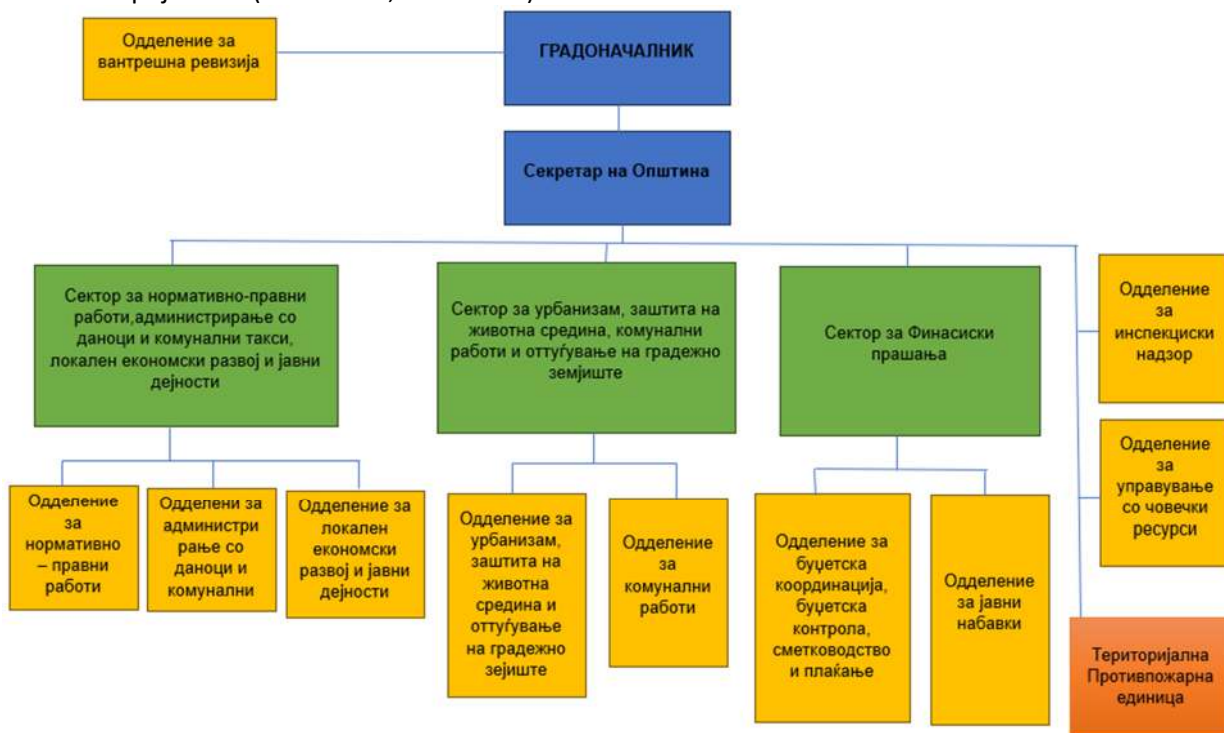 Одделение за
вантрешна ревизија
ГРАДОНАЧАЛНИК
Секретар на Општина
Сектор за нормативно-правни
работи,администрирање со
даноци и комунални такси,
локален економски развој и јавни
дејности
Сектор за урбанизам, заштита на
животна средина, комунални
работи и оттуѓување на градежно
земјиште
Сектор за Финасиски
прашања
Одделение
за
инспекциски
надзор
Одделение
за
управување
со човечки
ресурси
Територијална
Противпожарна
единица
Одделение
за
нормативно
– правни
работи
Одделени за
администри
рање со
даноци и
комунални
Одделение за
локален
економски
развој и јавни
дејности
Одделение за
урбанизам,
заштита на
животна
средина и
оттуѓување
на градежно
зејиште
Одделение
за
комунални
работи
Одделение за
буџетска
координација,
буџетска
контрола,
сметководство
и плаќање
Одделение
за јавни
набавки